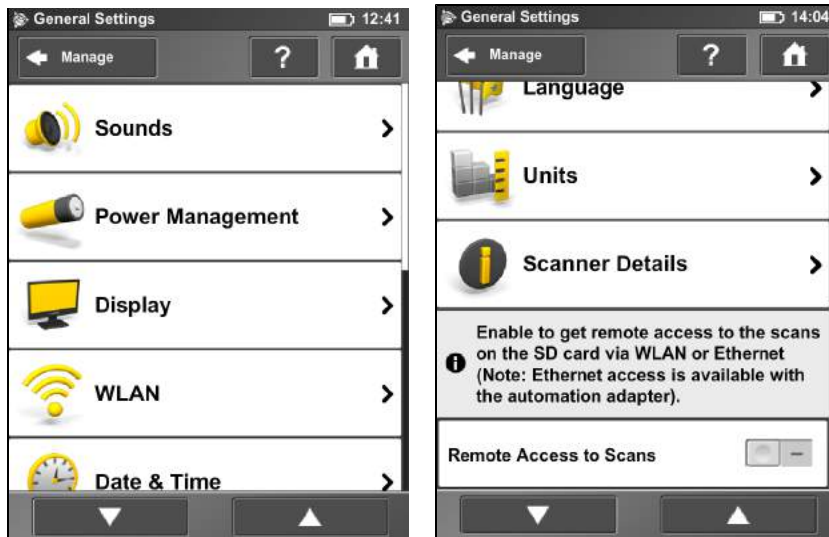 General Settings 12:41
Manage ?
Sounds
Power Management
Display
WLAN
Date & Time
General Settings 14:04
Manage ?
Language
Units
Scanner Details
Enable to get remote access to the scans
on the SD card via WLAN or Ethernet
(Note: Ethernet access is available with
the automation adapter).
Remote Access to Scans